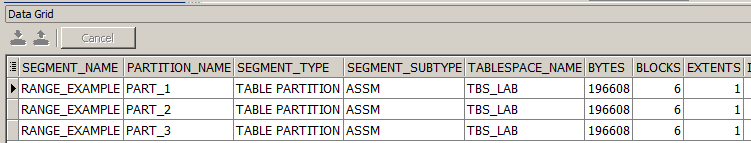 Data Grid
Cancel
SEGMENT_NAME PARTITION_NAME SEGMENT_TYPE SEGMENT_SUBTYPE TABLESPACE_NAME BYTES BLOCKS EXTENTS
RANGE_EXAMPLE PART_1 TABLE PARTITION ASSM TBS_LAB 196608 6 1
RANGE_EXAMPLE PART_2 TABLE PARTITION ASSM TBS_LAB 196608 6 1
RANGE_EXAMPLE PART_3 TABLE PARTITION ASSM TBS_LAB 196608 6 1